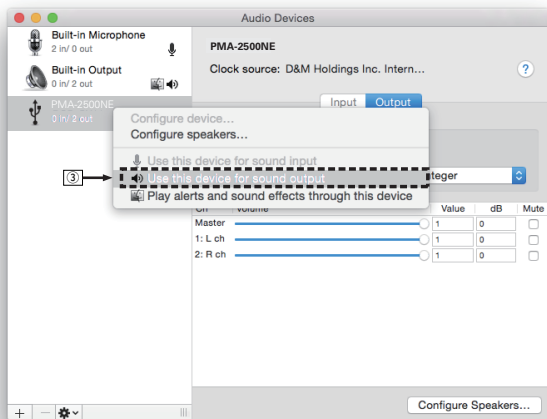 Audio Devices
Built-in Microphone
2 in/ 0 out
Built-in Output
0 in/ 2 out
PMA-2500NE
0 in/ 2 out
PMA-2500NE
Clock source: D&M Holdings Inc. Intern...
?
Input Output
Configure device...
Configure speakers...
Use this device for sound input
③ Use this device for sound output
Play alerts and sound effects through this device
teger
Ch Volume Value dB Mute
Master 1 0
1: L ch 1 0
2: R ch 1 0
+ −
Configure Speakers...